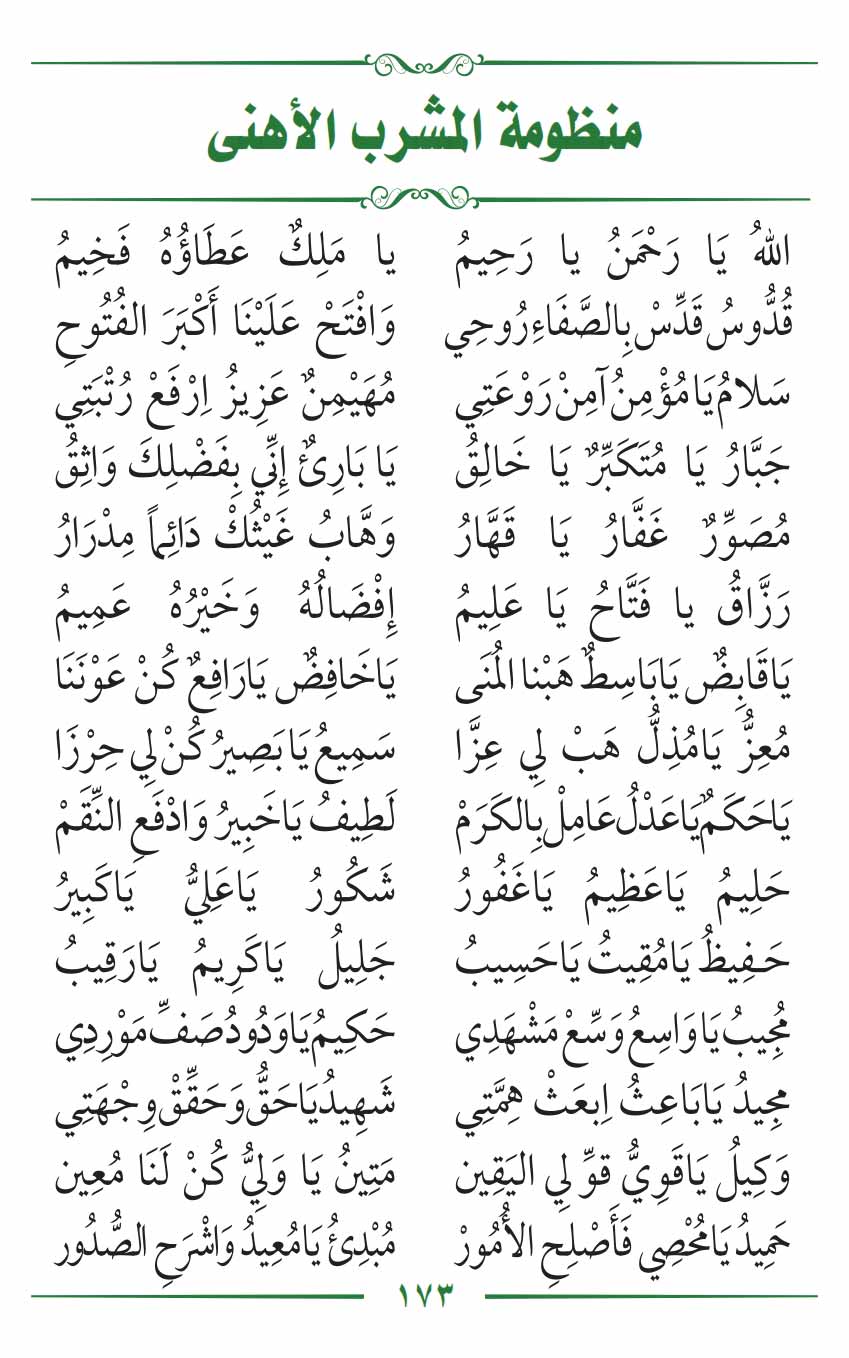 منظومة المشرب الأهنى
اللهُ يَا رَحْمَنُ يا رَحِيمُ يا مَلِكٌ عَطَاؤُهُ فَخِيمُ
قُدُّوسُ قَدِّسْ بِالصَّفَاءِ رُوحِي وَافْتَحْ عَلَيْنَا أَكْبَرَ الفُتُوحِ
سَلامُ يَا مُؤْمِنُ آمِنْ رَوْعَتِي مُهَيْمِنٌ عَزِيزُ اِرْفَعْ رُتْبَتِي
جَبَّارُ يَا مُتَكَبِّرٌ يَا خَالِقُ يَا بَارِئٌ إِنِّي بِفَضْلِكَ وَاثِقُ
مُصَوِّرٌ غَفَّارُ يَا قَهَّارُ وَهَّابُ غَيْثُكْ دَائِماً مِدْرَارُ
رَزَّاقُ يا فَتَّاحُ يَا عَلِيمُ إِفْضَالُهُ وَخَيْرُهُ عَمِيمُ
يَاقَابِضٌ يَابَاسِطٌ هَبْنا المُنَى يَاخَافِضٌ يَارَافِعٌ كُنْ عَوْنَنَا
مُعِزُّ يَامُذِلُّ هَبْ لِي عِزَّا سَمِيعُ يَا بَصِيرُ كُنْ لِي حِرْزَا
يَاحَكَمٌ يَاعَدْلُ عَامِلْ بِالكَرَمْ لَطِيفُ يَاخَبِيرُ وَادْفَعِ النِّقَمْ
حَلِيمُ يَاعَظِيمُ يَاغَفُورُ شَكُورُ يَاعَلِيُّ يَاكَبِيرُ
حَفِيظُ يَامُقِيتُ يَاحَسِيبُ جَلِيلُ يَاكَرِيمُ يَارَقِيبُ
مُجِيبُ يَا وَاسِعُ وَسِّعْ مَشْهَدِي حَكِيمُ يَاوَدُودُ صَفِّ مَوْرِدِي
مجِيدُ يَابَاعِثُ اِبعَثْ هِمَّتِي شَهِيدُ يَاحَقُّ وَحَقِّقْ وِجْهَتِي
وَكِيلُ يَاقَوِيُّ قوِّ لِي اليَقِين مَتِينُ يَا وَلِيُّ كُنْ لَنَا مُعِين
حَمِيدُ يَامُحْصِي فَأَصْلِحِ الأُمُورْ مُبْدِئُ يَامُعِيدُ وَاشْرَحِ الصُّدُور
١٧٣